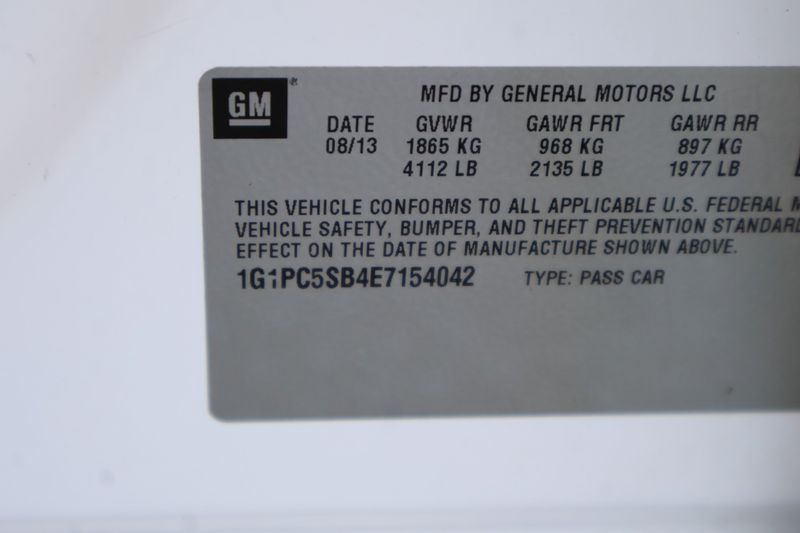 GM®
MFD BY GENERAL MOTORS LLC
DATE GVWR GAWR FRT GAWR RR
08/13 1865 KG 968 KG 897 KG
4112 LB 2135 LB 1977 LB
THIS VEHICLE CONFORMS TO ALL APPLICABLE U.S. FEDERAL M
VEHICLE SAFETY, BUMPER, AND THEFT PREVENTION STANDARD
EFFECT ON THE DATE OF MANUFACTURE SHOWN ABOVE.
1G1PC5SB4E7154042 TYPE: PASS CAR